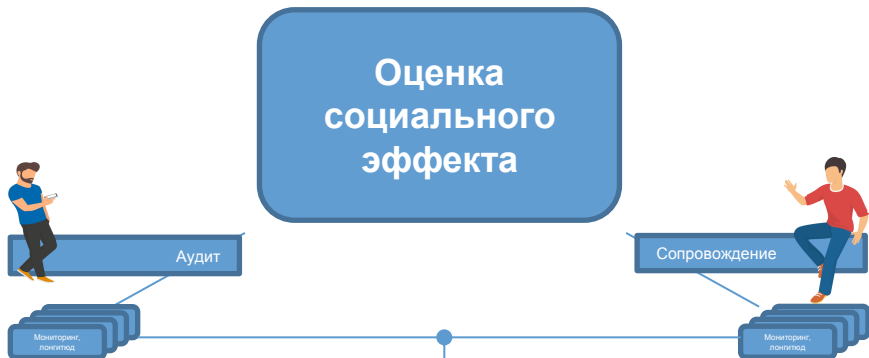 Оценка
социального
эффекта
Аудит
Сопровождение
Мониторинг,
лонгитюд
Мониторинг,
лонгитюд